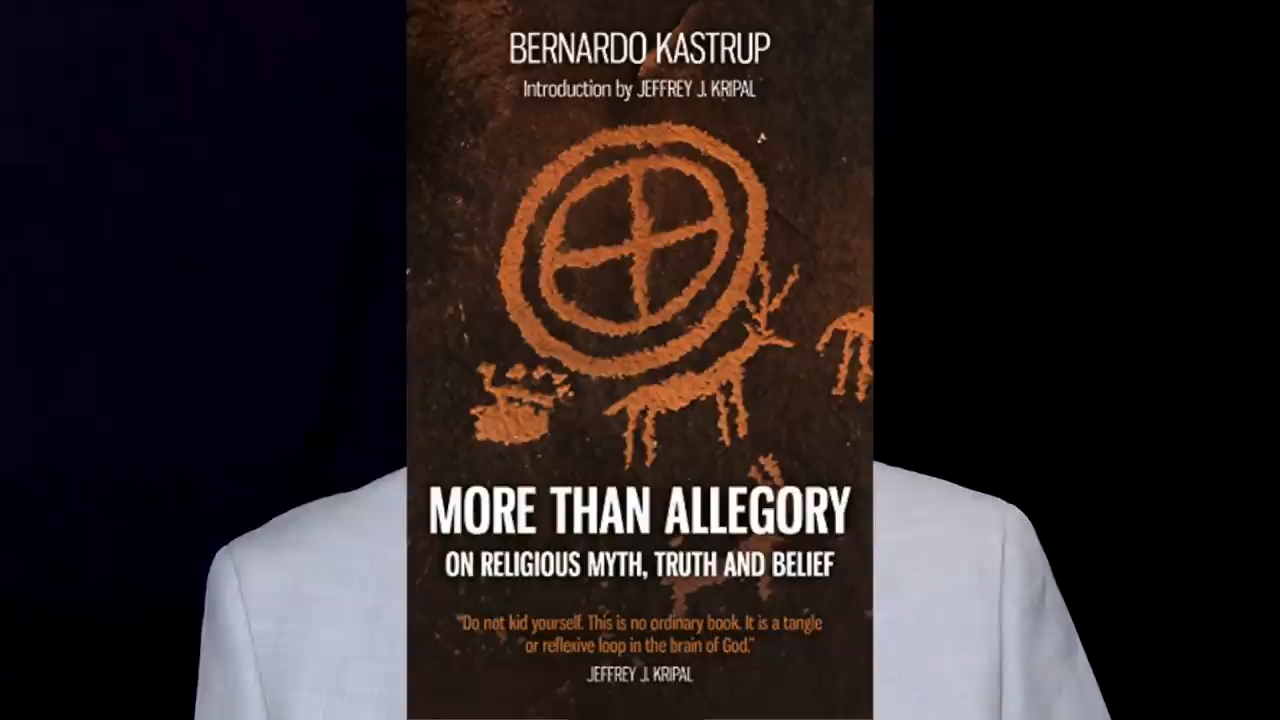 BERNARDO KASTRUP
Introduction by JEFFREY J. KRIPAL
MORE THAN ALLEGORY
ON RELIGIOUS MYTH, TRUTH AND BELIEF
"Do not kid yourself. This is no ordinary book. It is a tangle
or reflexive loop in the brain of God."
JEFFREY J. KRIPAL